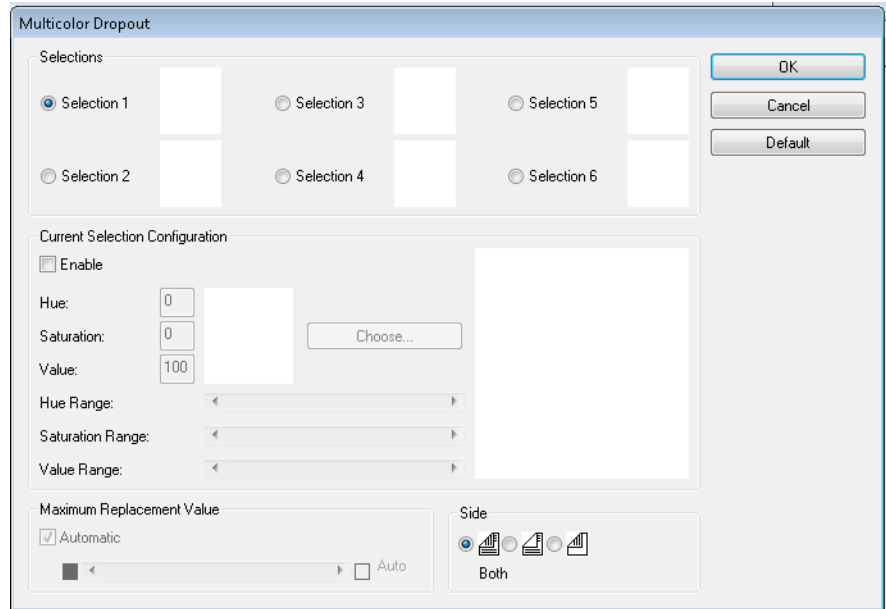 Multicolor Dropout
Selections
Selection 1
Selection 3
Selection 5
Selection 2
Selection 4
Selection 6
OK
Cancel
Default
Current Selection Configuration
Enable
Hue: 0
Saturation: 0
Choose...
Value: 100
Hue Range:
Saturation Range:
Value Range:
Maximum Replacement Value
Automatic
Auto
Side
Both